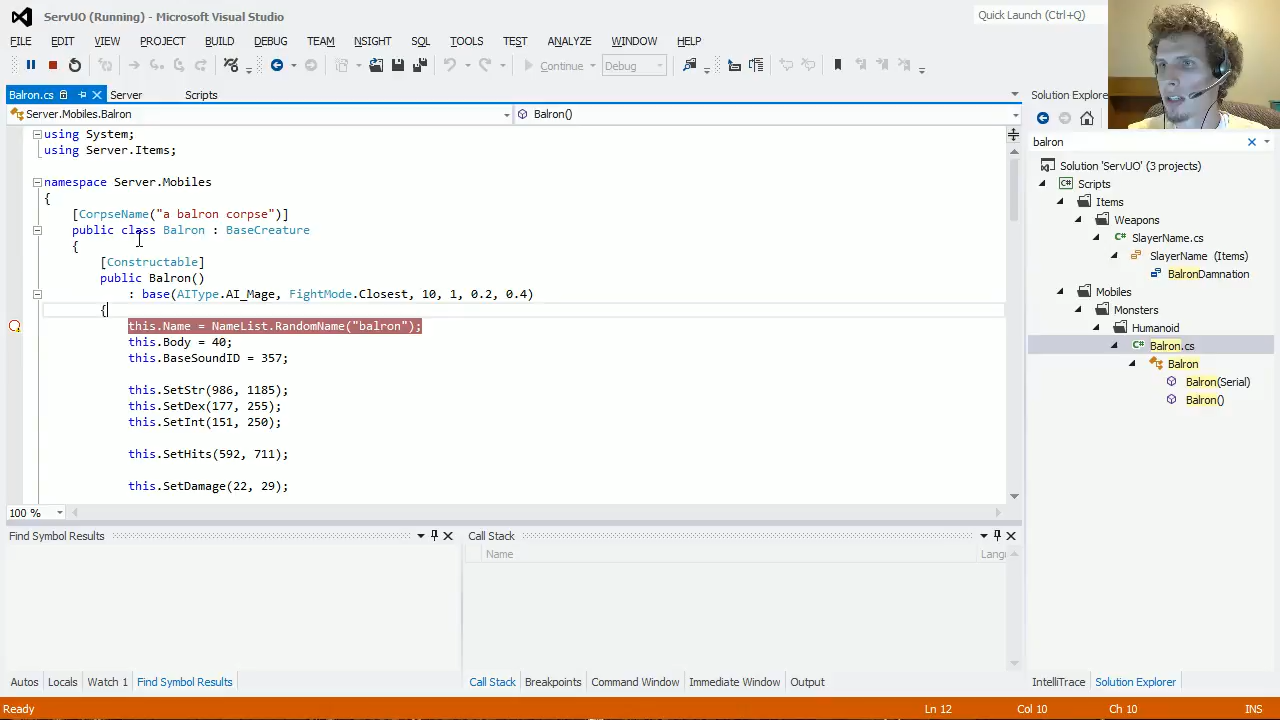 ServUO (Running) - Microsoft Visual Studio
Quick Launch (Ctrl+Q)
FILE EDIT VIEW PROJECT BUILD DEBUG TEAM INSIGHT SQL TOOLS TEST ANALYZE WINDOW HELP
Continue Debug
Balron.cs Server Scripts
Solution Explore
Server.Mobiles.Balron Balron()
balron
using System;
using Server.Items;
namespace Server.Mobiles
{
[CorpseName("a balron corpse")]
public class Balron : BaseCreature
{
[Constructable]
public Balron()
: base(AIType.AI_Mage, FightMode.Closest, 10, 1, 0.2, 0.4)
{
this.Name = NameList.RandomName("balron");
this.Body = 40;
this.BaseSoundID = 357;
this.SetStr(986, 1185);
this.SetDex(177, 255);
this.SetInt(151, 250);
this.SetHits(592, 711);
this.SetDamage(22, 29);
100 %
Solution 'ServUO' (3 projects)
Scripts
Items
Weapons
SlayerName.cs
SlayerName (Items)
BalronDamnation
Mobiles
Monsters
Humanoid
Balron.cs
Balron
Balron(Serial)
Balron()
Find Symbol Results
Call Stack
Name Langu
Autos Locals Watch 1 Find Symbol Results
Call Stack Breakpoints Command Window Immediate Window Output
IntelliTrace Solution Explorer
Ready Ln 12 Col 10 Ch 10 INS